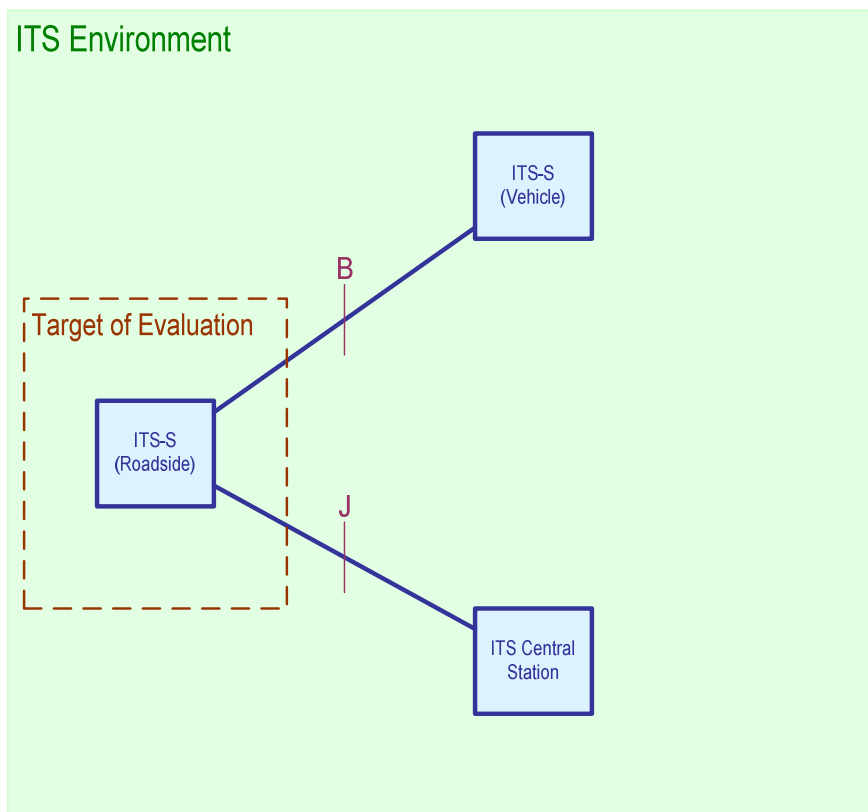 ITS Environment
ITS-S
(Vehicle)
B
Target of Evaluation
ITS-S
(Roadside)
J
ITS Central
Station